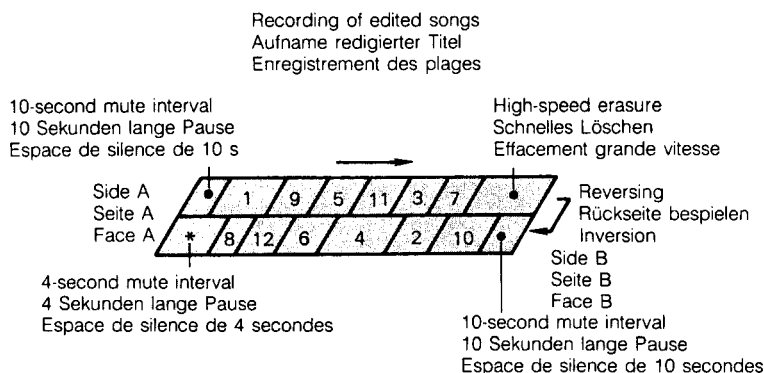 Recording of edited songs
Aufname redigierter Titel
Enregistrement des plages
10-second mute interval
10 Sekunden lange Pause
Espace de silence de 10 s
High-speed erasure
Schnelles Löschen
Effacement grande vitesse
Side A
Seite A
Face A
1 9 5 11 3 7
* 8 12 6 4 2 10
Reversing
Rückseite bespielen
Inversion
Side B
Seite B
Face B
4-second mute interval
4 Sekunden lange Pause
Espace de silence de 4 secondes
10-second mute interval
10 Sekunden lange Pause
Espace de silence de 10 secondes